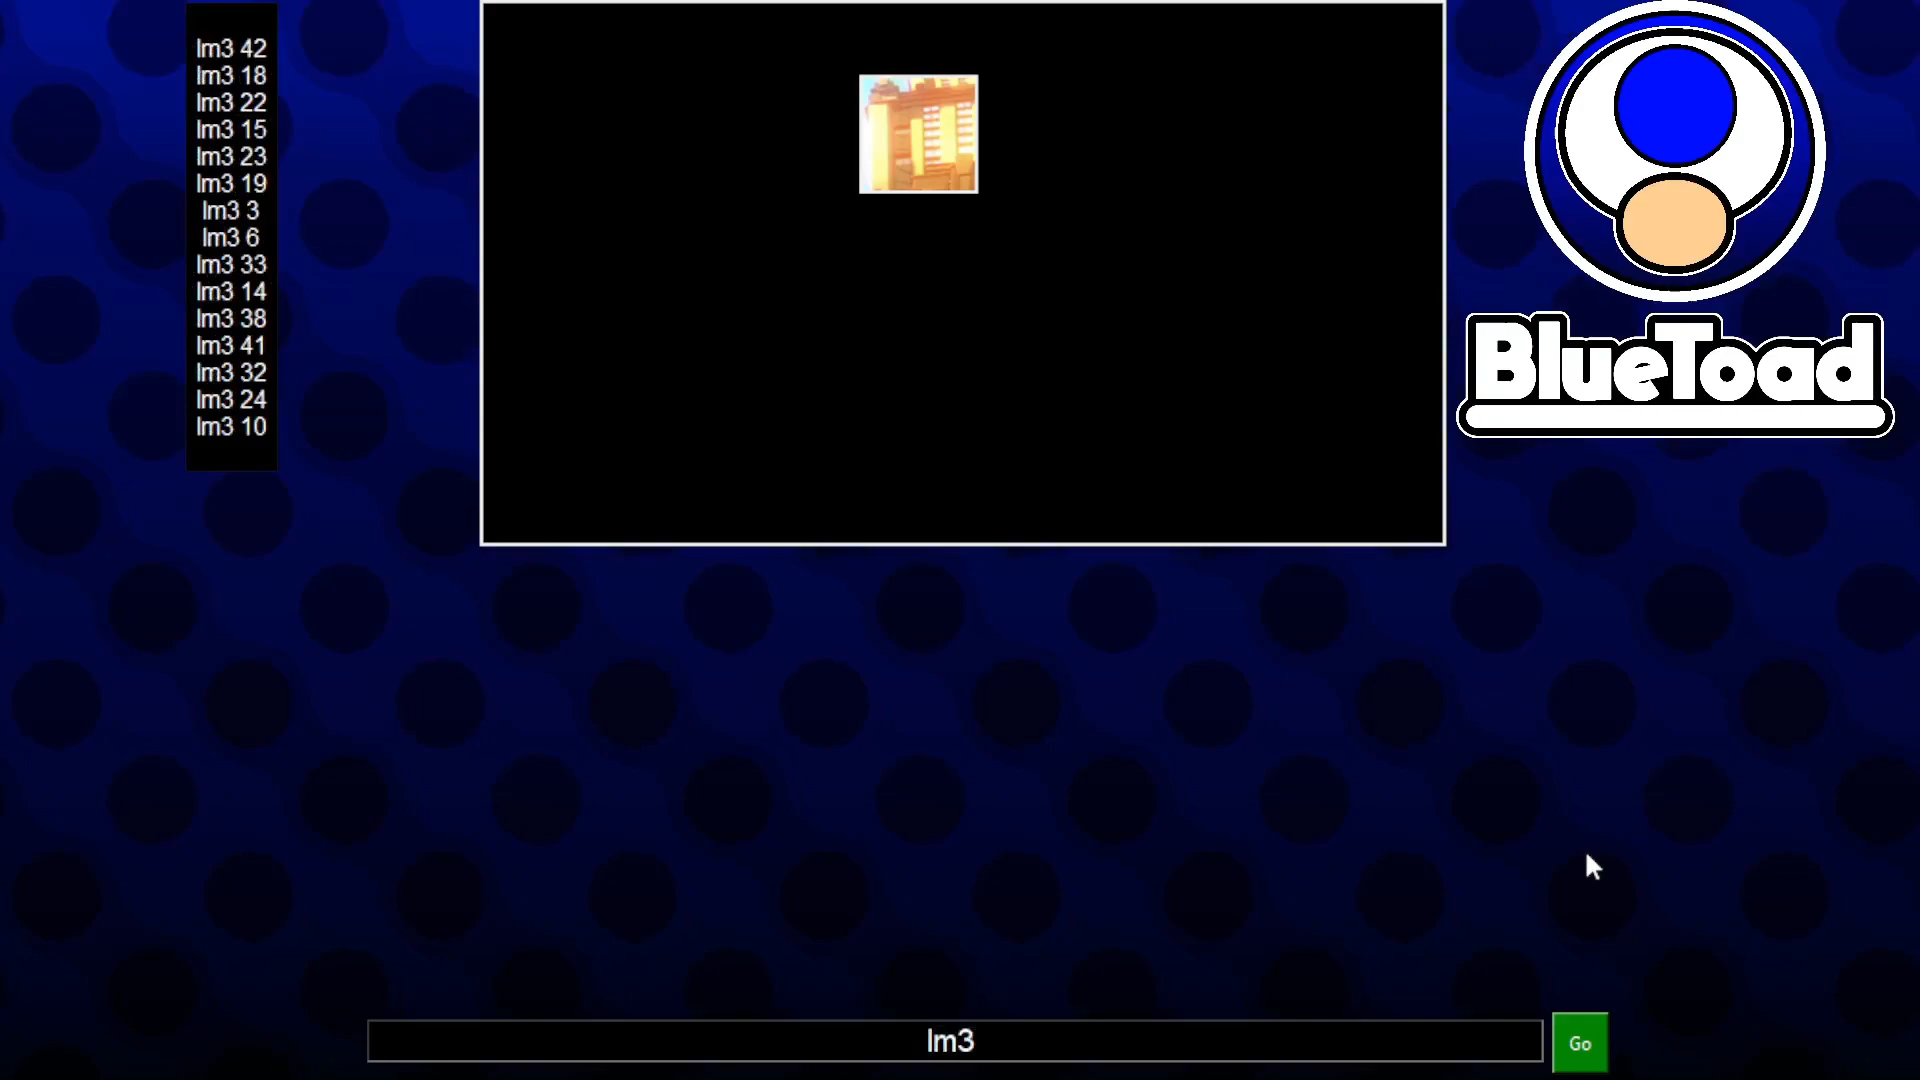 lm3 42
lm3 18
lm3 22
lm3 15
lm3 23
lm3 19
lm3 3
lm3 6
lm3 33
lm3 14
lm3 38
lm3 41
lm3 32
lm3 24
lm3 10
BlueToad
lm3
Go